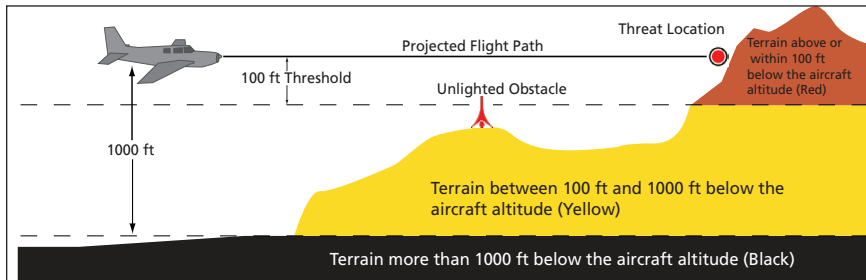 Threat Location
Projected Flight Path
Terrain above or
within 100 ft
below the aircraft
altitude (Red)
100 ft Threshold
Unlighted Obstacle
1000 ft
Terrain between 100 ft and 1000 ft below the
aircraft altitude (Yellow)
Terrain more than 1000 ft below the aircraft altitude (Black)